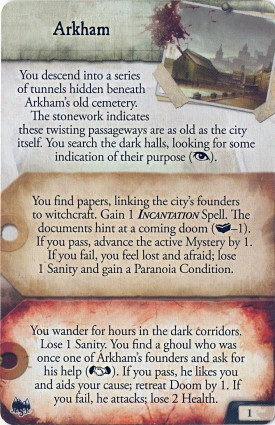 Arkham
You descend into a series
of tunnels hidden beneath
Arkham's old cemetery.
The stonework indicates
these twisting passageways are as old as the city
itself. You search the dark halls, looking for some
indication of their purpose ( ).
You find papers, linking the city's founders
to witchcraft. Gain 1 INCANTATION Spell. The
documents hint at a coming doom ( –1).
If you pass, advance the active Mystery by 1.
If you fail, you feel lost and afraid; lose
1 Sanity and gain a Paranoia Condition.
You wander for hours in the dark corridors.
Lose 1 Sanity. You find a ghoul who was
once one of Arkham's founders and ask for
his help ( ). If you pass, he likes you
and aids your cause; retreat Doom by 1. If
you fail, he attacks; lose 2 Health.
1